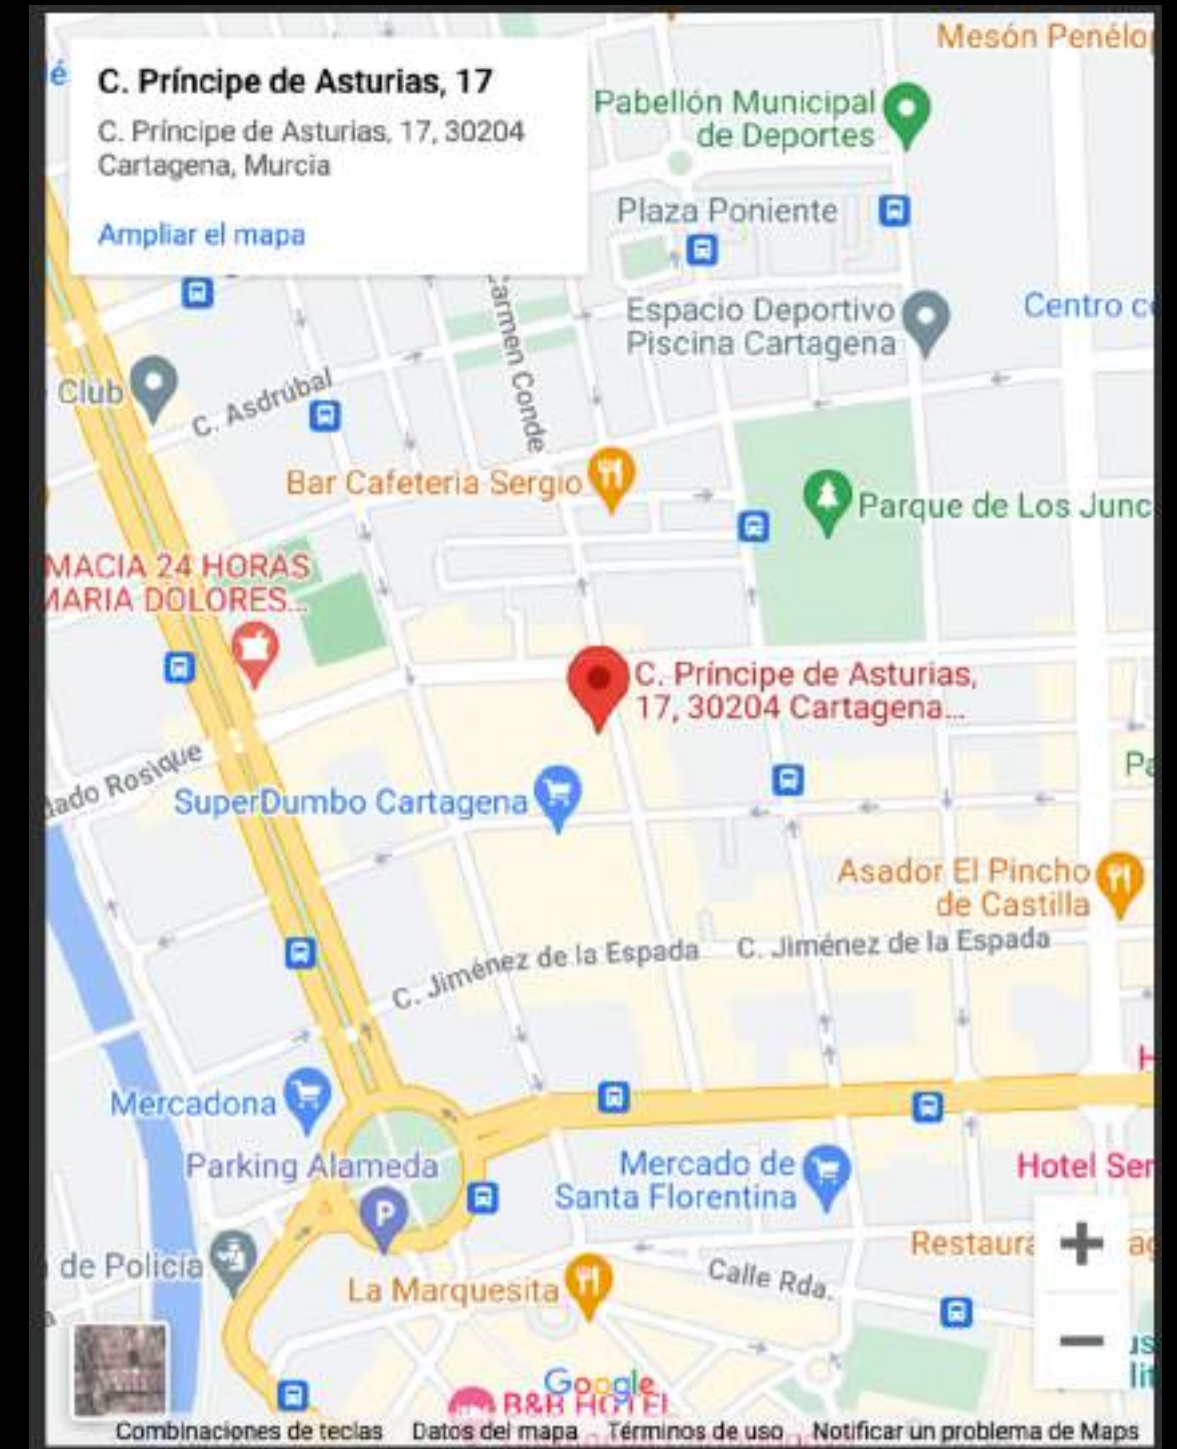 Mesón Penélo
C. Príncipe de Asturias, 17
C. Príncipe de Asturias, 17, 30204
Cartagena, Murcia
Ampliar el mapa
Pabellón Municipal
de Deportes
Plaza Poniente
Espacio Deportivo
Piscina Cartagena
Centro c
Carmen Conde
Club
C. Asdrúbal
Bar Cafeteria Sergio
Parque de Los Junc
MACIA 24 HORAS
MARIA DOLORES...
C. Príncipe de Asturias,
17, 30204 Cartagena...
Rosique
Pa
SuperDumbo Cartagena
Asador El Pincho
de Castilla
C. Jiménez de la Espada
C. Jiménez de la Espada
Mercadona
H
Parking Alameda
P
Mercado de
Santa Florentina
Hotel Ser
de Policía
Restaura
+
La Marquesita
Calle Rda.
−
Google
B&B HOTEL
Combinaciones de teclas
Datos del mapa
Términos de uso
Notificar un problema de Maps